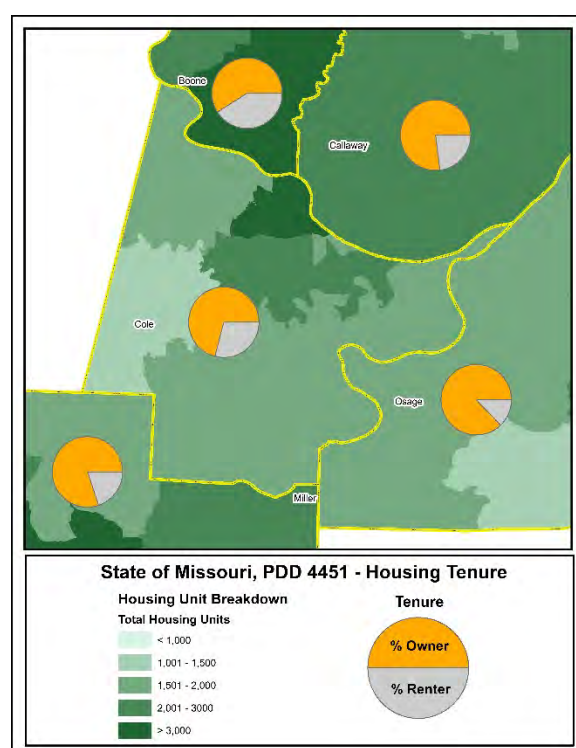 Boone
Callaway
Cole
Osage
Miller
State of Missouri, PDD 4451 - Housing Tenure
Housing Unit Breakdown
Total Housing Units
< 1,000
1,001 - 1,500
1,501 - 2,000
2,001 - 3000
> 3,000
Tenure
% Owner
% Renter